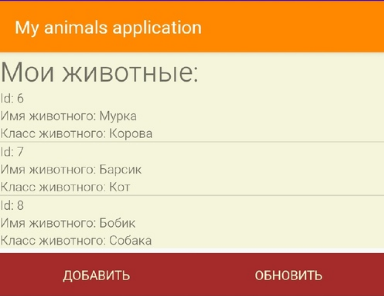 My animals application
Мои животные:
Id: 6
Имя животного: Мурка
Класс животного: Корова
Id: 7
Имя животного: Барсик
Класс животного: Кот
Id: 8
Имя животного: Бобик
Класс животного: Собака
ДОБАВИТЬ ОБНОВИТЬ